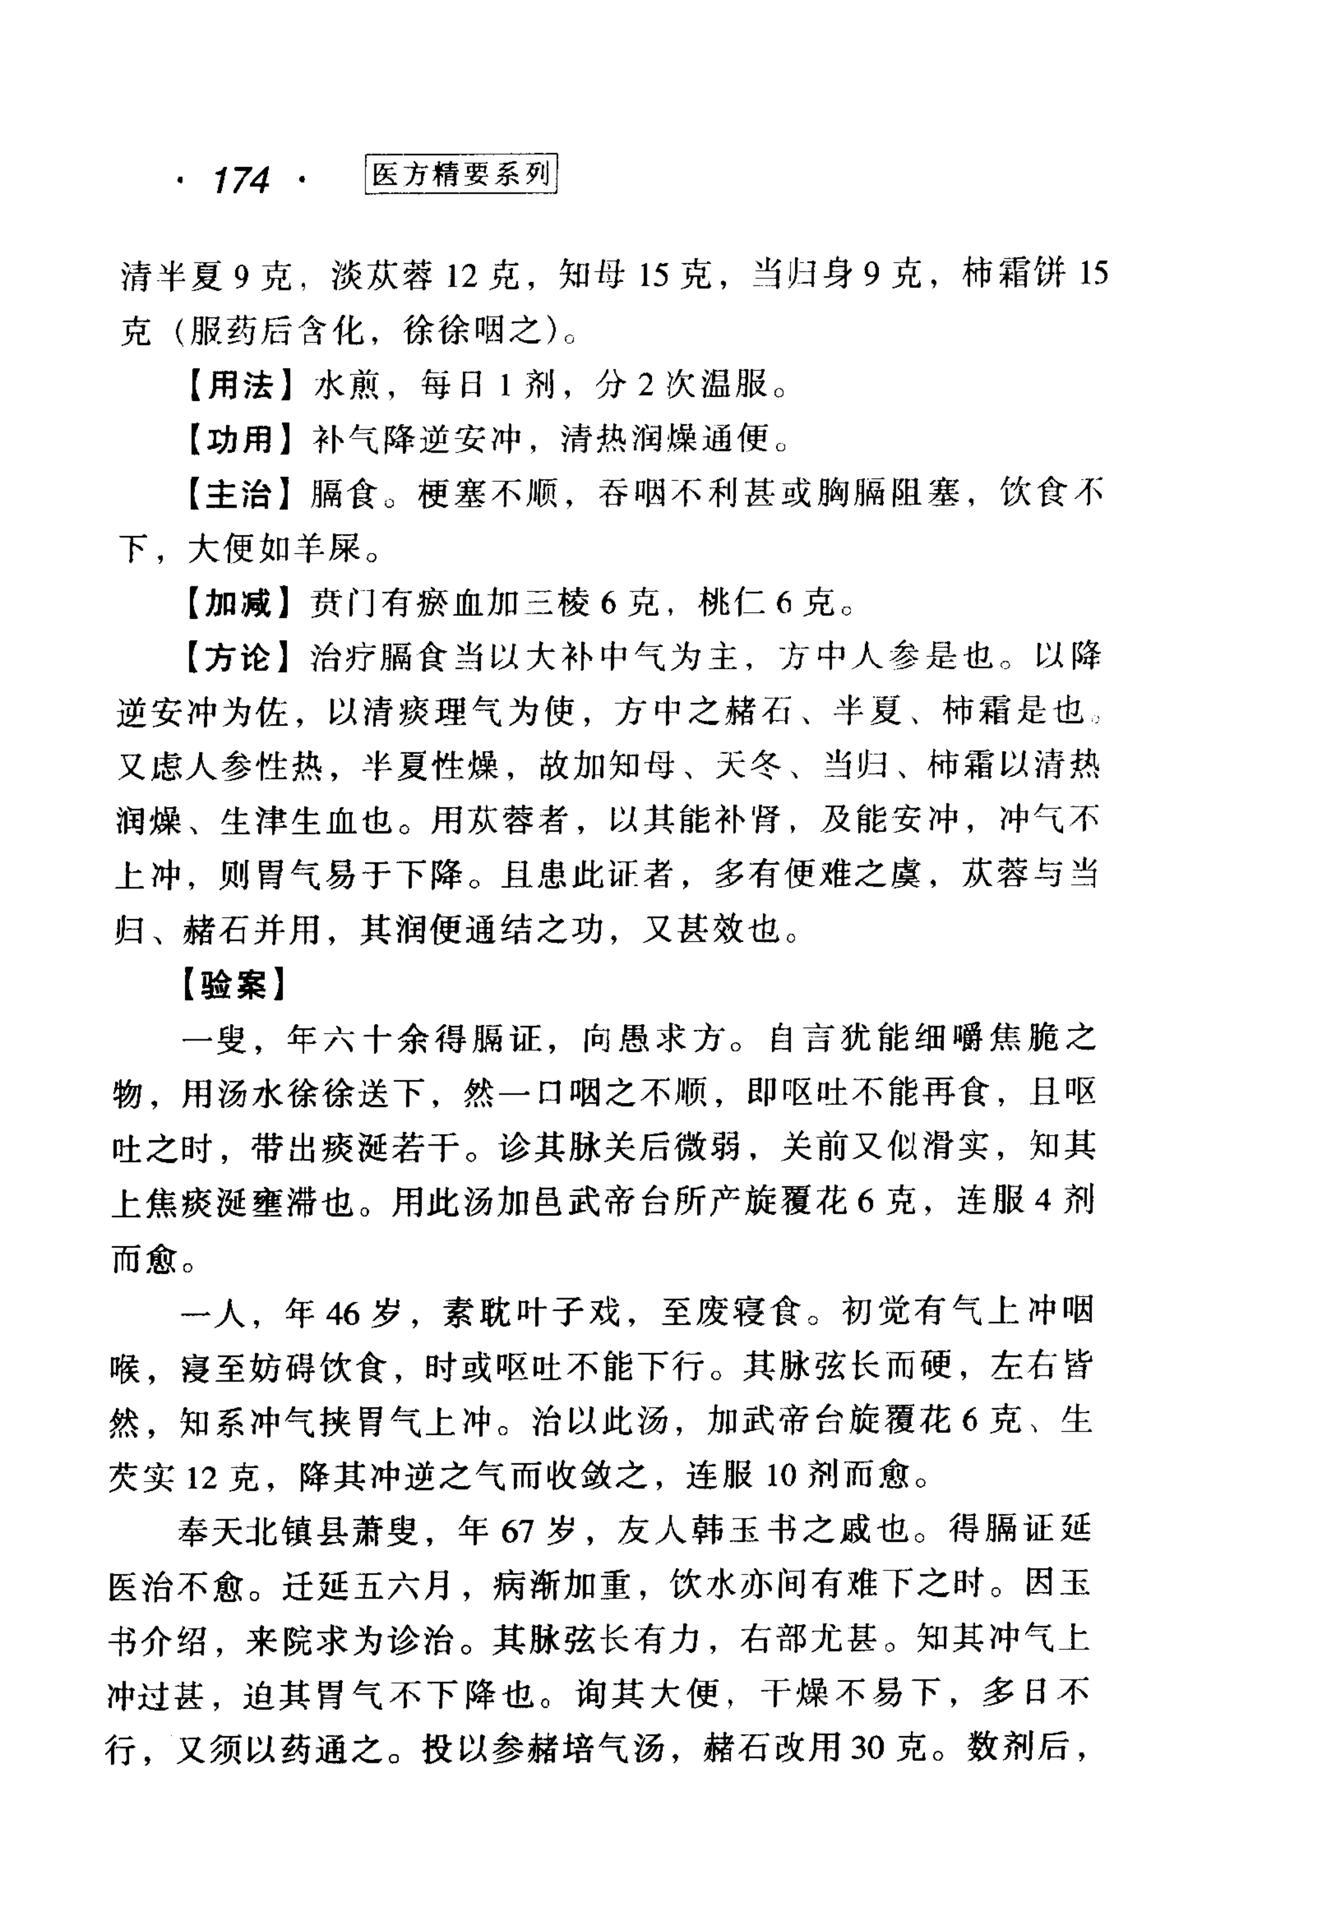 · 174 · 医方精要系列
清半夏 9 克，淡苁蓉 12 克，知母 15 克，当归身 9 克，柿霜饼 15
克（服药后含化，徐徐咽之）。
【用法】水煎，每日 1 剂，分 2 次温服。
【功用】补气降逆安冲，清热润燥通便。
【主治】膈食。梗塞不顺，吞咽不利甚或胸膈阻塞，饮食不
下，大便如羊屎。
【加减】贲门有瘀血加三棱 6 克，桃仁 6 克。
【方论】治疗膈食当以大补中气为主，方中人参是也。以降
逆安冲为佐，以清痰理气为使，方中之赭石、半夏、柿霜是也。
又虑人参性热，半夏性燥，故加知母、天冬、当归、柿霜以清热
润燥、生津生血也。用苁蓉者，以其能补肾，及能安冲，冲气不
上冲，则胃气易于下降。且患此证者，多有便难之虞，苁蓉与当
归、赭石并用，其润便通结之功，又甚效也。
【验案】
一叟，年六十余得膈证，向愚求方。自言犹能细嚼焦脆之
物，用汤水徐徐送下，然一口咽之不顺，即呕吐不能再食，且呕
吐之时，带出痰涎若干。诊其脉关后微弱，关前又似滑实，知其
上焦痰涎壅滞也。用此汤加邑武帝台所产旋覆花 6 克，连服 4 剂
而愈。
一人，年 46 岁，素耽叶子戏，至废寝食。初觉有气上冲咽
喉，寖至妨碍饮食，时或呕吐不能下行。其脉弦长而硬，左右皆
然，知系冲气挟胃气上冲。治以此汤，加武帝台旋覆花 6 克、生
芡实 12 克，降其冲逆之气而收敛之，连服 10 剂而愈。
奉天北镇县萧叟，年 67 岁，友人韩玉书之戚也。得膈证延
医治不愈。迁延五六月，病渐加重，饮水亦间有难下之时。因玉
书介绍，来院求为诊治。其脉弦长有力，右部尤甚。知其冲气上
冲过甚，迫其胃气不下降也。询其大便，干燥不易下，多日不
行，又须以药通之。投以参赭培气汤，赭石改用 30 克。数剂后，